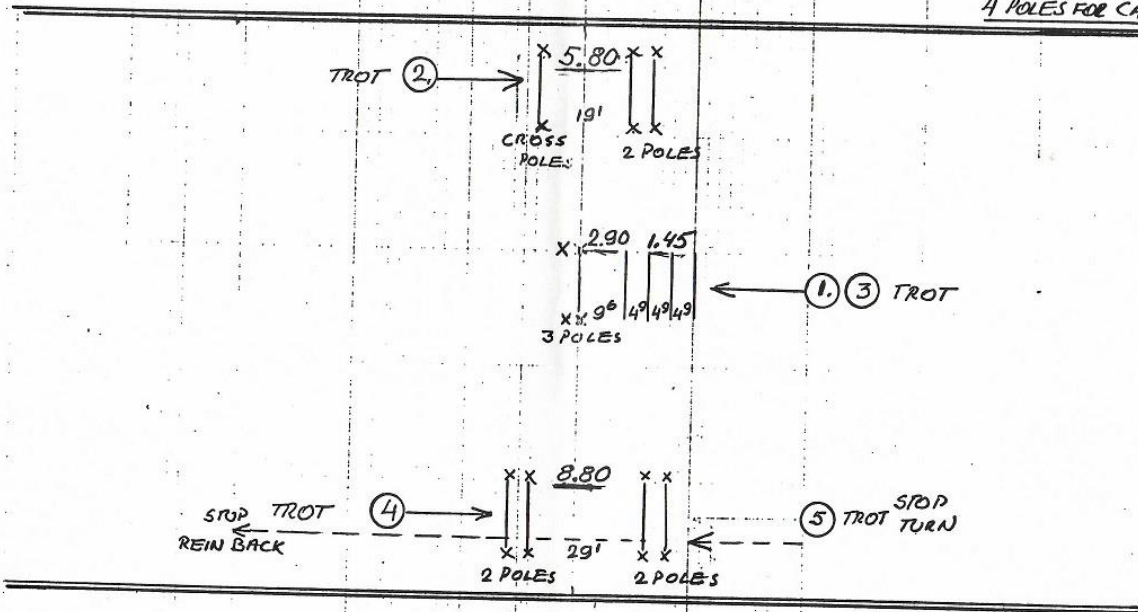 4 POLES FOR CA
TROT 2.
5.80
19'
CROSS
POLES
2 POLES
2.90 1.45
9⁶ 4⁹ 4⁹ 4⁹
1. 3 TROT
3 POLES
8.80
STOP TROT 4
REIN BACK
29'
5 TROT STOP
TURN
2 POLES 2 POLES